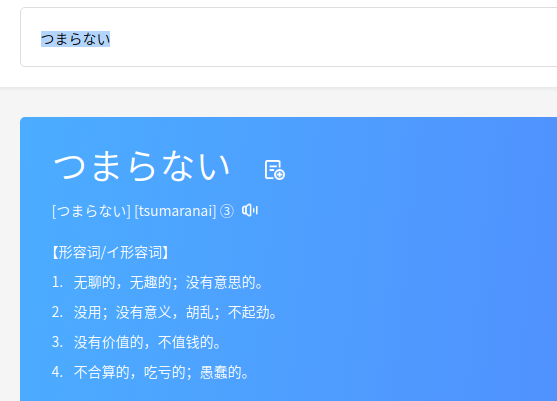 つまらない
つまらない
[つまらない] [tsumaranai] ③
【形容词/イ形容词】
1. 无聊的，无趣的；没有意思的。
2. 没用；没有意义，胡乱；不起劲。
3. 没有价值的，不值钱的。
4. 不合算的，吃亏的；愚蠢的。